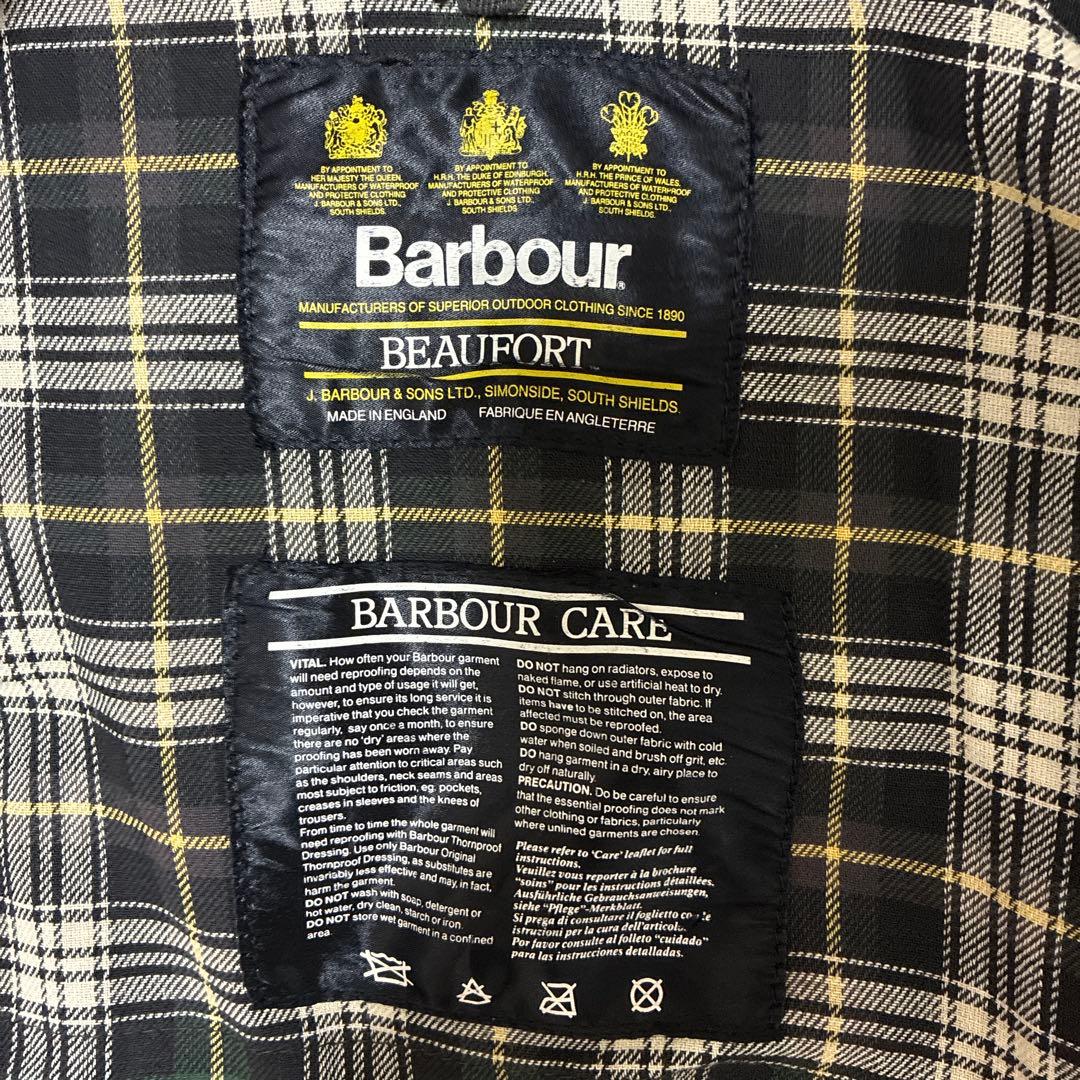 BY APPOINTMENT TO
HER MAJESTY THE QUEEN.
MANUFACTURERS OF WATERPROOF
AND PROTECTIVE CLOTHING
J. BARBOUR & SONS LTD.,
SOUTH SHIELDS.
BY APPOINTMENT TO
H.R.H. THE DUKE OF EDINBURGH,
MANUFACTURERS OF WATERPROOF
AND PROTECTIVE CLOTHING
J. BARBOUR & SONS LTD.,
SOUTH SHIELDS.
BY APPOINTMENT TO
H.R.H. THE PRINCE OF WALES.
MANUFACTURERS OF WATERPROOF
AND PROTECTIVE CLOTHING
J. BARBOUR & SONS LTD.,
SOUTH SHIELDS.
Barbour®
MANUFACTURERS OF SUPERIOR OUTDOOR CLOTHING SINCE 1890
BEAUFORT
J. BARBOUR & SONS LTD., SIMONSIDE, SOUTH SHIELDS.
MADE IN ENGLAND FABRIQUE EN ANGLETERRE
BARBOUR CARE
VITAL. How often your Barbour garment
will need reproofing depends on the
amount and type of usage it will get,
however, to ensure its long service it is
imperative that you check the garment
regularly, say once a month, to ensure
there are no 'dry' areas where the
proofing has been worn away. Pay
particular attention to critical areas such
as the shoulders, neck seams and areas
most subject to friction, eg. pockets,
creases in sleeves and the knees of
trousers.
From time to time the whole garment will
need reproofing with Barbour Thornproof
Dressing. Use only Barbour Original
Thornproof Dressing, as substitutes are
invariably less effective and may, in fact,
harm the garment.
DO NOT wash with soap, detergent or
hot water, dry clean, starch or iron.
DO NOT store wet garment in a confined
area.
DO NOT hang on radiators, expose to
naked flame, or use artificial heat to dry.
DO NOT stitch through outer fabric. If
items have to be stitched on, the area
affected must be reproofed.
DO sponge down outer fabric with cold
water when soiled and brush off grit, etc.
DO hang garment in a dry, airy place to
dry off naturally.
PRECAUTION. Do be careful to ensure
that the essential proofing does not mark
other clothing or fabrics, particularly
where unlined garments are chosen.
Please refer to 'Care' leaflet for full
instructions.
Veuillez vous reporter à la brochure
"soins" pour les instructions détaillées.
Ausführliche Gebrauchsanweisungen,
siehe "Pflege"-Merkblatt.
Si prega di consultare il foglietto
istruzioni per la cura dell'articolo.
Por favor consulte al folleto "cuidado"
para las instrucciones detalladas.